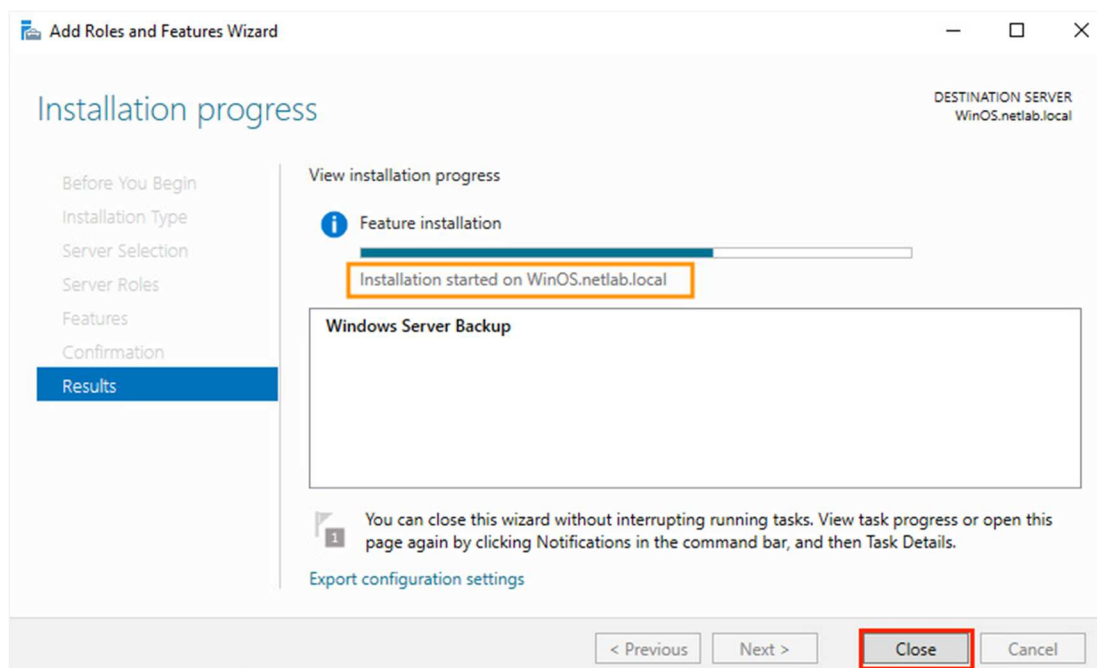 Add Roles and Features Wizard
Installation progress
DESTINATION SERVER
WinOS.netlab.local
Before You Begin
Installation Type
Server Selection
Server Roles
Features
Confirmation
Results
View installation progress
Feature installation
Installation started on WinOS.netlab.local
Windows Server Backup
1
You can close this wizard without interrupting running tasks. View task progress or open this
page again by clicking Notifications in the command bar, and then Task Details.
Export configuration settings
< Previous
Next >
Close
Cancel